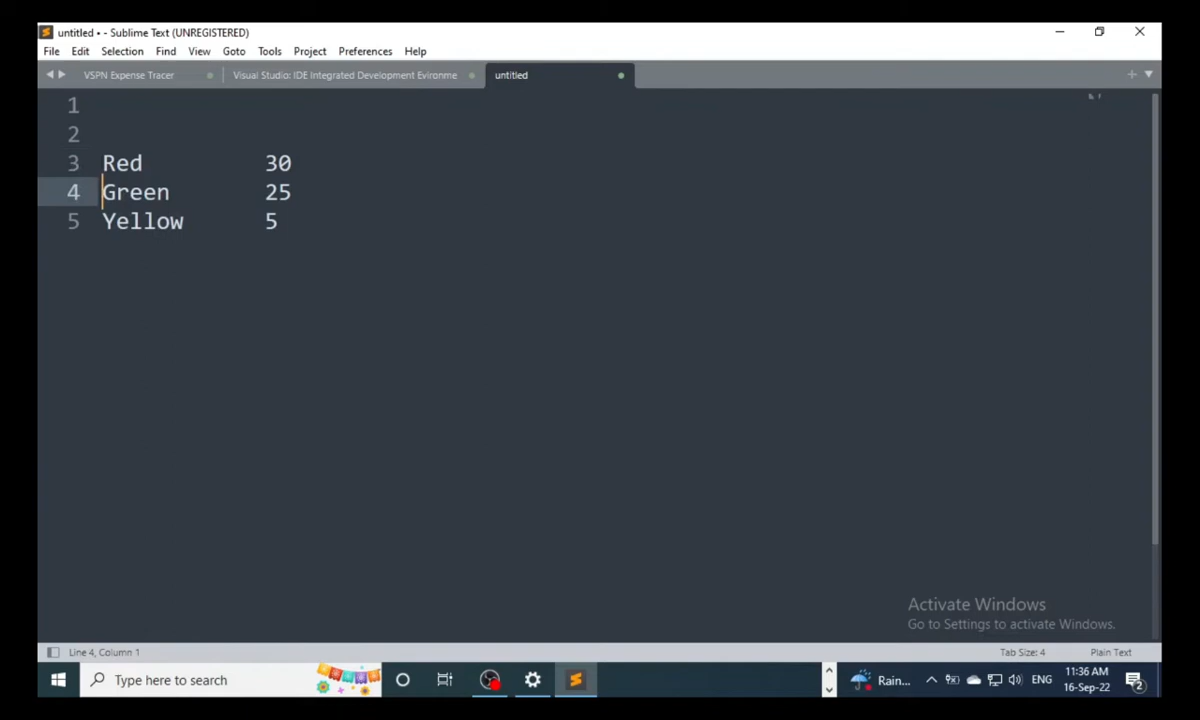 untitled • - Sublime Text (UNREGISTERED)
File Edit Selection Find View Goto Tools Project Preferences Help
VSPN Expense Tracer Visual Studio: IDE Integrated Development Evironme untitled
1
2
3 Red 30
4 Green 25
5 Yellow 5
Activate Windows
Go to Settings to activate Windows.
Line 4, Column 1 Tab Size: 4 Plain Text
Type here to search Rain... ENG 11:36 AM
16-Sep-22 2